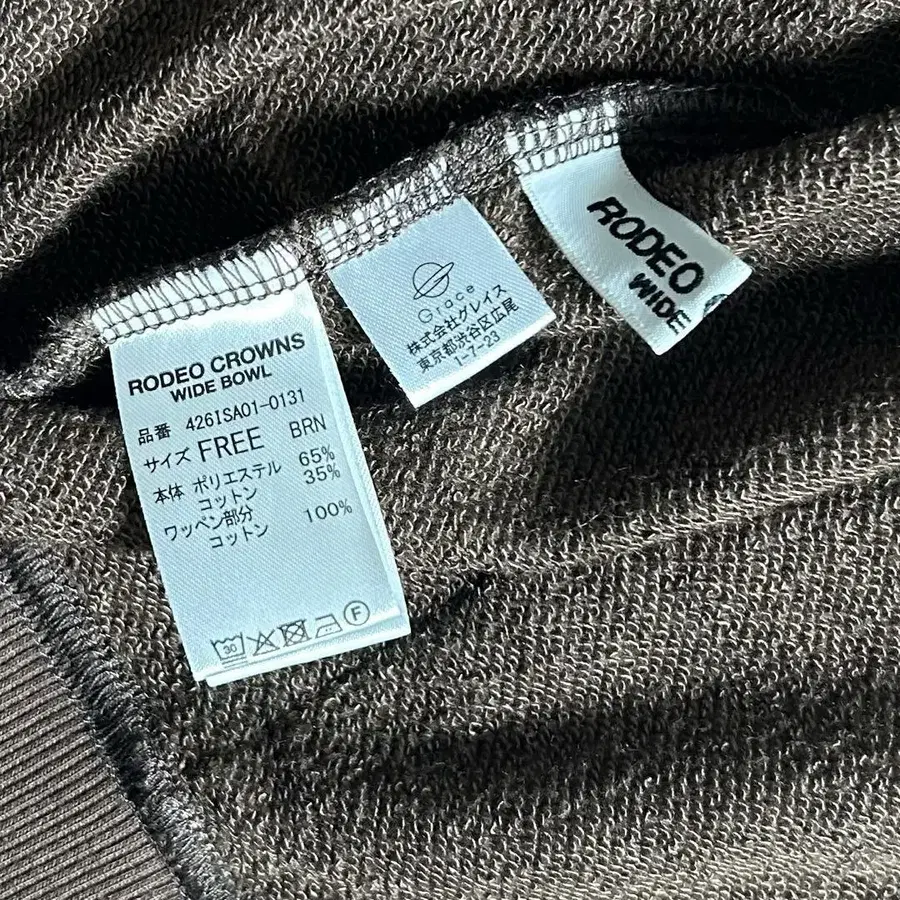 RODEO CROWNS
WIDE BOWL
品番 426ISA01-0131
サイズ FREE BRN
本体 ポリエステル 65%
コットン 35%
ワッペン部分
コットン 100%
30
F
Grace
株式会社グレイス
東京都渋谷区広尾
1-7-23
RODEO
WIDE